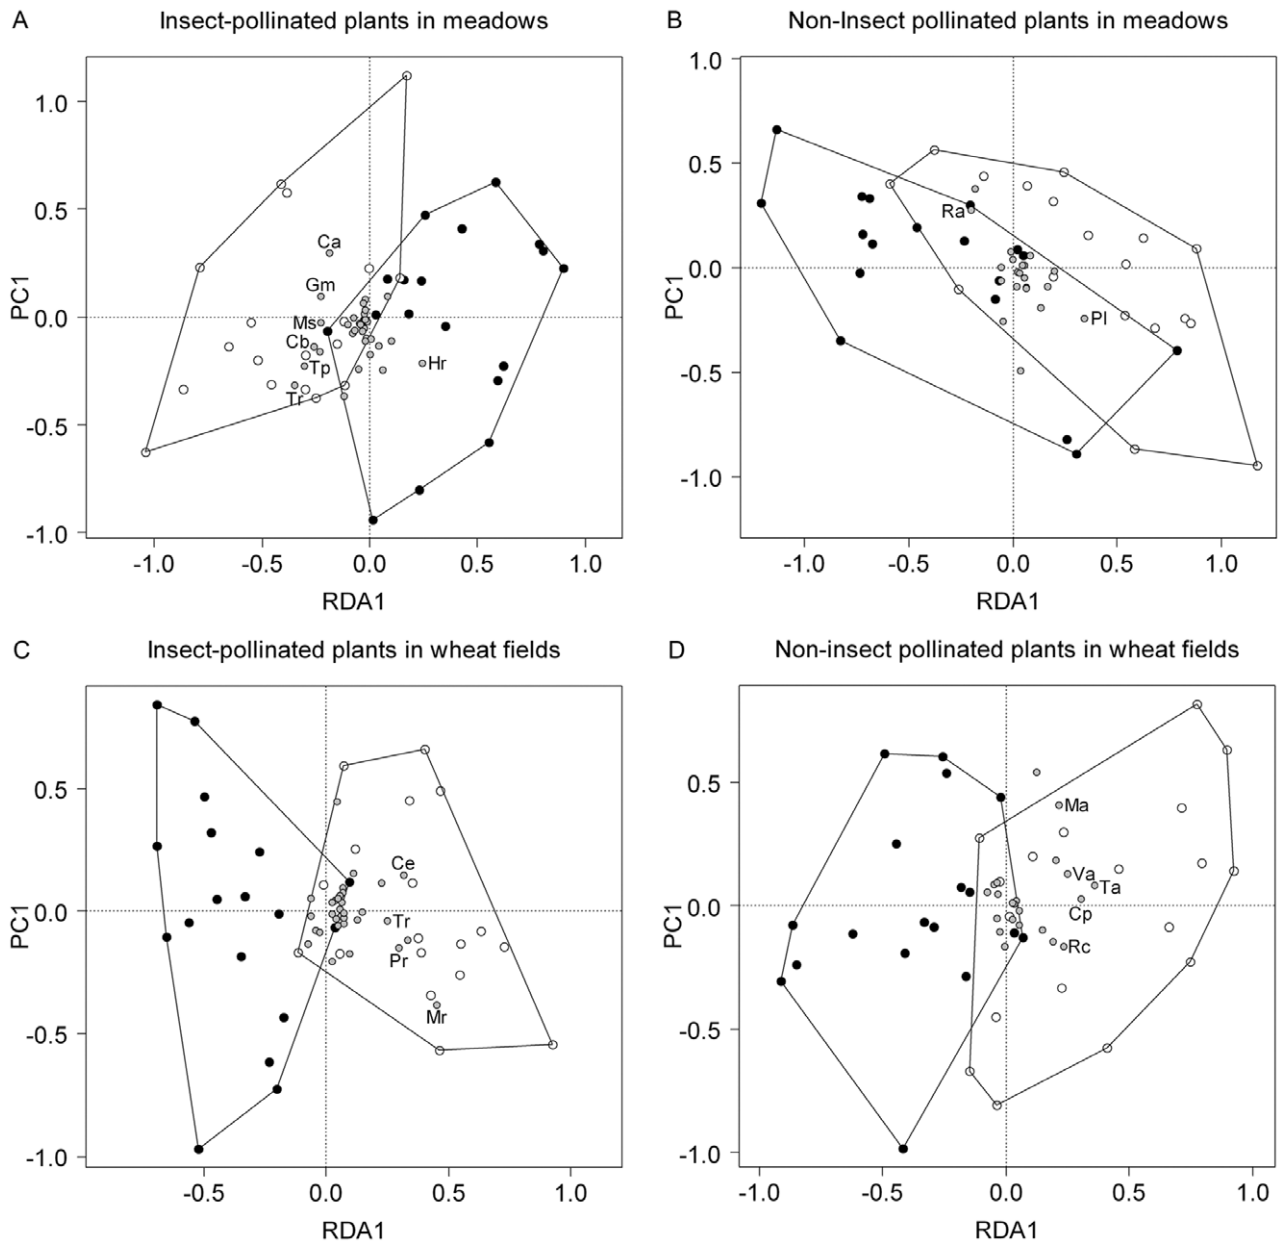 A Insect-pollinated plants in meadows
1.0
0.5
0.0
-0.5
-1.0
PC1
Ca
Gm
Ms
Cb
Tp
Tr
Hr
-1.0 -0.5 0.0 0.5 1.0
RDA1
B Non-Insect pollinated plants in meadows
1.0
0.5
0.0
-0.5
-1.0
PC1
Ra
Pl
-1.0 -0.5 0.0 0.5 1.0
RDA1
C Insect-pollinated plants in wheat fields
0.5
0.0
-0.5
-1.0
PC1
Ce
Tr
Pr
Mr
-0.5 0.0 0.5 1.0
RDA1
D Non-insect pollinated plants in wheat fields
0.5
0.0
-0.5
-1.0
PC1
Ma
Va
Ta
Cp
Rc
-1.0 -0.5 0.0 0.5 1.0
RDA1